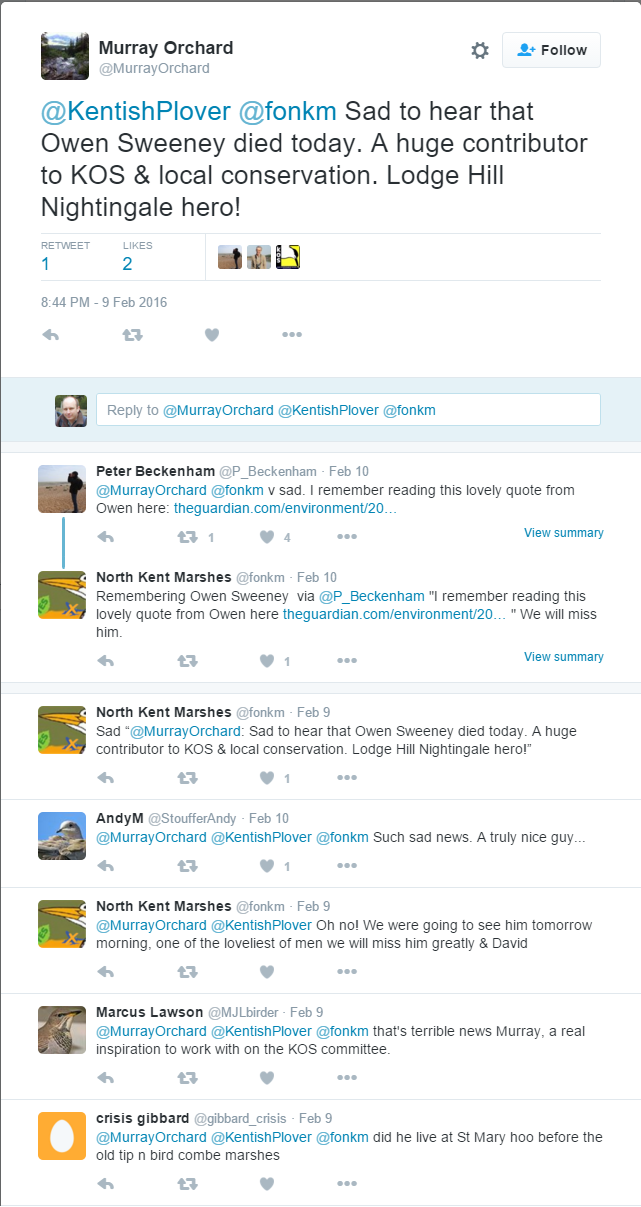 Murray Orchard
@MurrayOrchard
Follow
@KentishPlover @fonkm Sad to hear that
Owen Sweeney died today. A huge contributor
to KOS & local conservation. Lodge Hill
Nightingale hero!
RETWEET LIKES
1 2
KOS
8:44 PM - 9 Feb 2016
Reply to @MurrayOrchard @KentishPlover @fonkm
Peter Beckenham @P_Beckenham · Feb 10
@MurrayOrchard @fonkm v sad. I remember reading this lovely quote from
Owen here: theguardian.com/environment/20…
1 4 View summary
North Kent Marshes @fonkm · Feb 10
Remembering Owen Sweeney via @P_Beckenham "I remember reading this
lovely quote from Owen here theguardian.com/environment/20… " We will miss
him.
1 View summary
North Kent Marshes @fonkm · Feb 9
Sad “@MurrayOrchard: Sad to hear that Owen Sweeney died today. A huge
contributor to KOS & local conservation. Lodge Hill Nightingale hero!”
1
AndyM @StoufferAndy · Feb 10
@MurrayOrchard @KentishPlover @fonkm Such sad news. A truly nice guy...
1
North Kent Marshes @fonkm · Feb 9
@MurrayOrchard @KentishPlover Oh no! We were going to see him tomorrow
morning, one of the loveliest of men we will miss him greatly & David
Marcus Lawson @MJLbirder · Feb 9
@MurrayOrchard @KentishPlover @fonkm that's terrible news Murray, a real
inspiration to work with on the KOS committee.
crisis gibbard @gibbard_crisis · Feb 9
@MurrayOrchard @KentishPlover @fonkm did he live at St Mary hoo before the
old tip n bird combe marshes